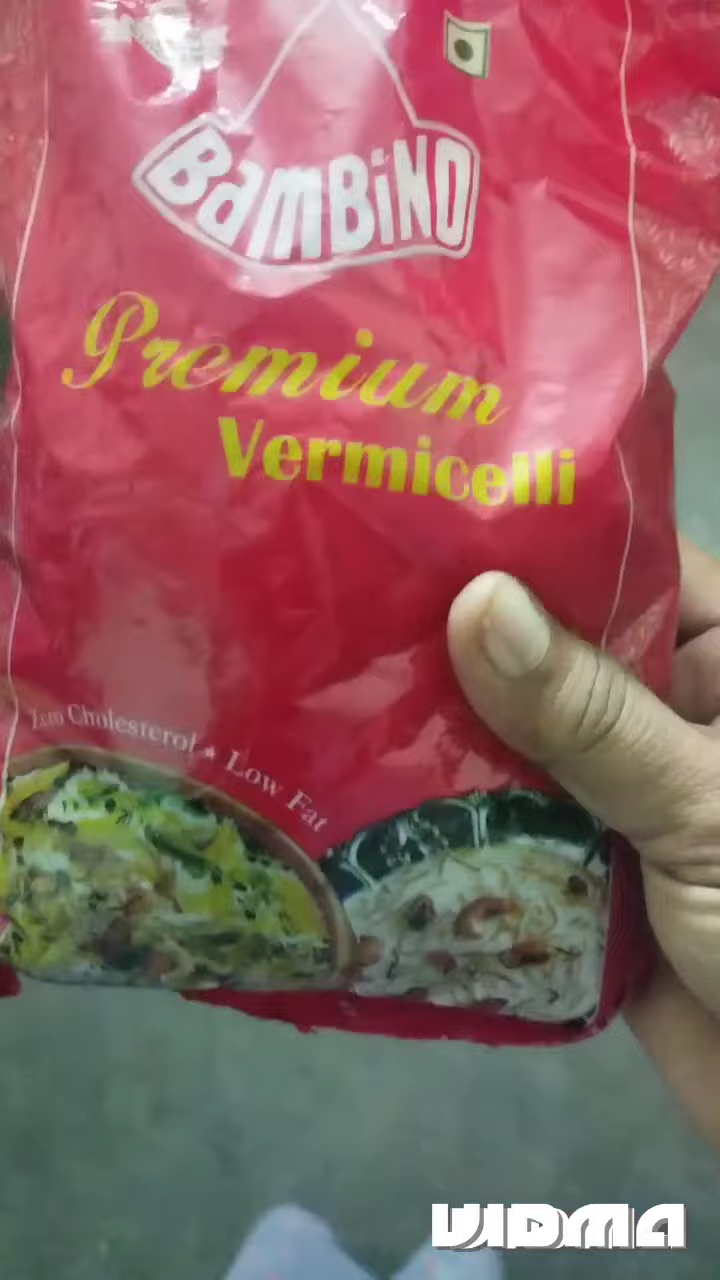 BAMBiNO
Premium
Vermicelli
Zero Cholesterol ★ Low Fat
VIDMA